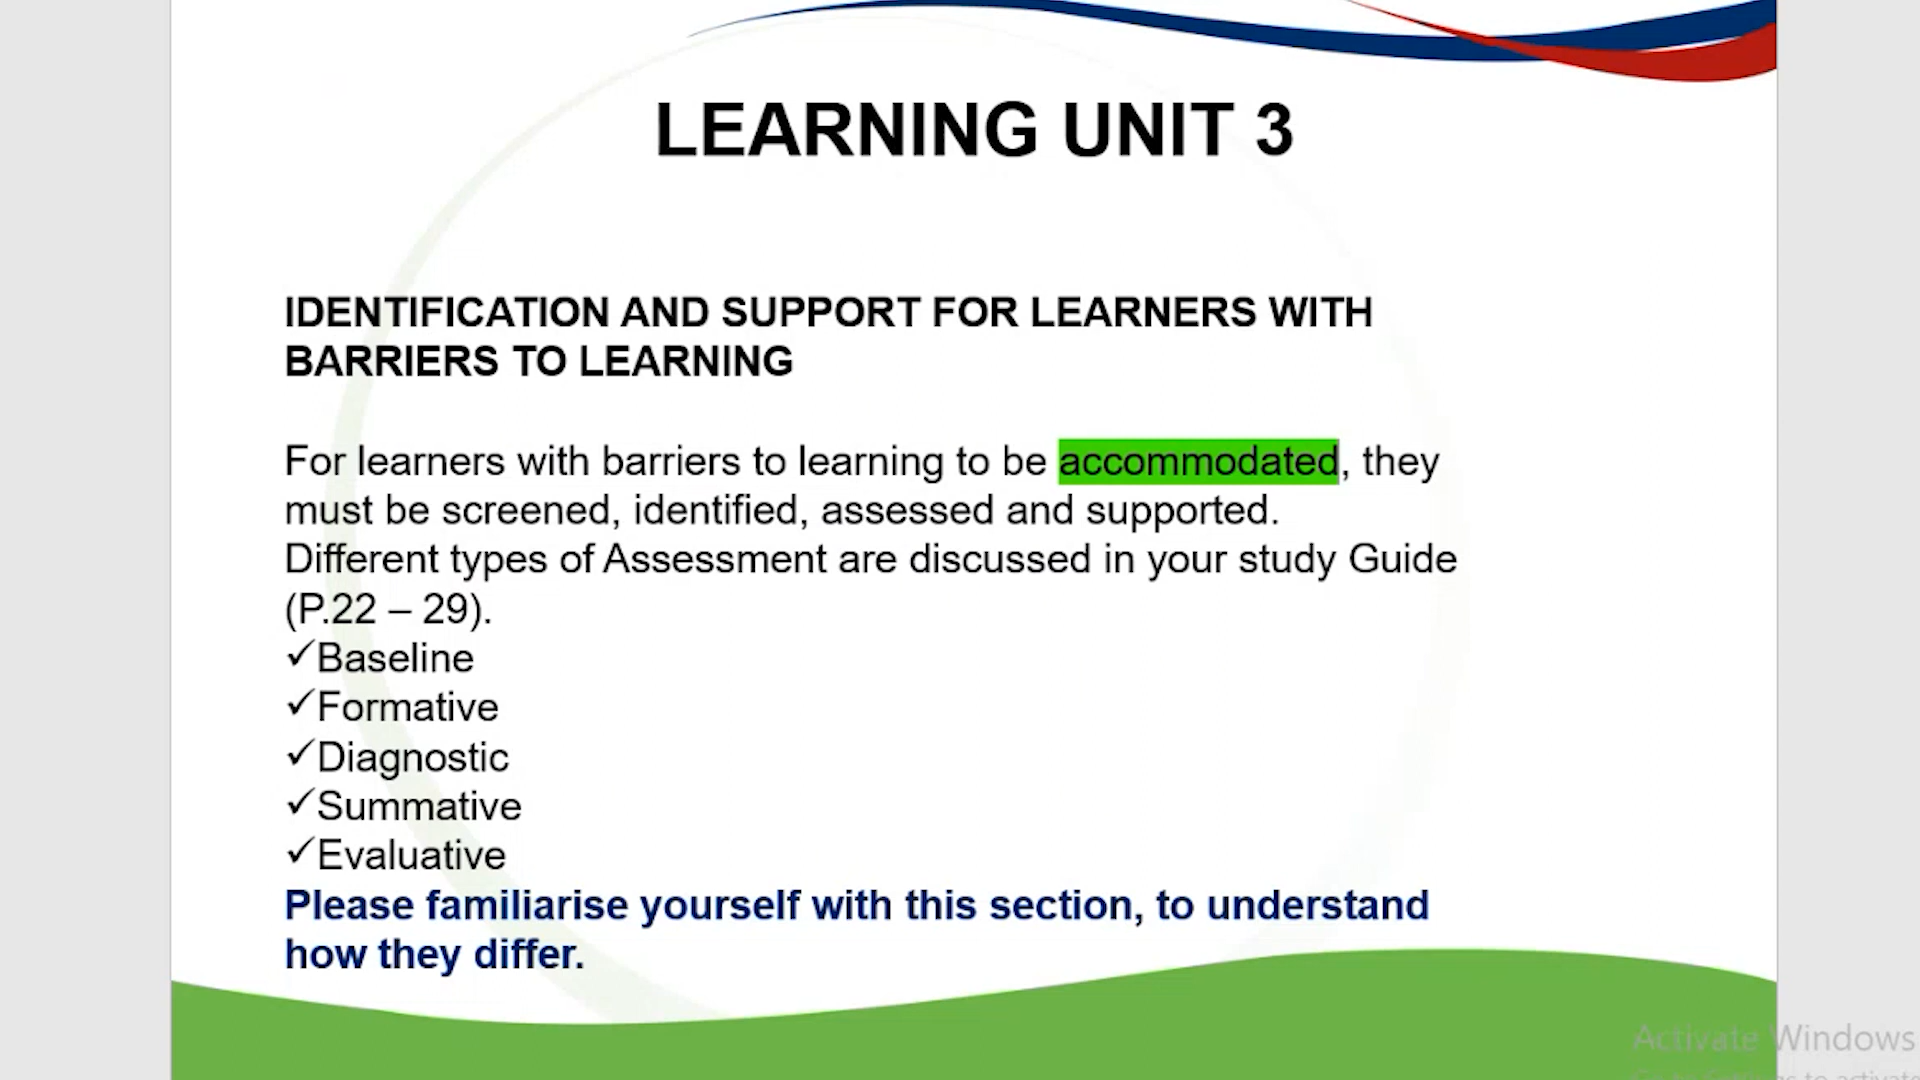 LEARNING UNIT 3
IDENTIFICATION AND SUPPORT FOR LEARNERS WITH
BARRIERS TO LEARNING
For learners with barriers to learning to be accommodated, they
must be screened, identified, assessed and supported.
Different types of Assessment are discussed in your study Guide
(P.22 – 29).
✓Baseline
✓Formative
✓Diagnostic
✓Summative
✓Evaluative
Please familiarise yourself with this section, to understand
how they differ.
Activate Windows